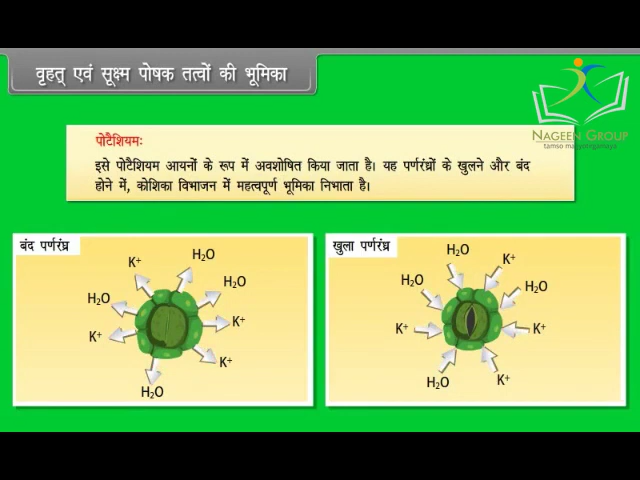 वृहत् एवं सूक्ष्म पोषक तत्वों की भूमिका
NAGEEN GROUP
tamso ma jyotirgamaya
पोटैशियमः
इसे पोटैशियम आयनों के रूप में अवशोषित किया जाता है। यह पर्णरंध्रों के खुलने और बंद
होने में, कोशिका विभाजन में महत्वपूर्ण भूमिका निभाता है।
बंद पर्णरंध्र
K⁺
H₂O
H₂O
H₂O
K⁺
K⁺
K⁺
H₂O
खुला पर्णरंध्र
H₂O
K⁺
H₂O
H₂O
K⁺
K⁺
H₂O
K⁺